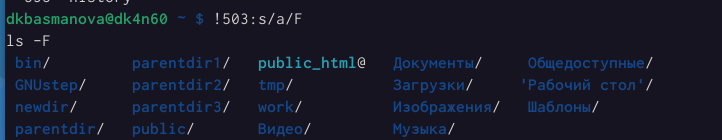 dkbasmanova@dk4n60 ~ $ !503:s/a/F
ls -F
bin/ parentdir1/ public_html@ Документы/ Общедоступные/
GNUstep/ parentdir2/ tmp/ Загрузки/ 'Рабочий стол'/
newdir/ parentdir3/ work/ Изображения/ Шаблоны/
parentdir/ public/ Видео/ Музыка/